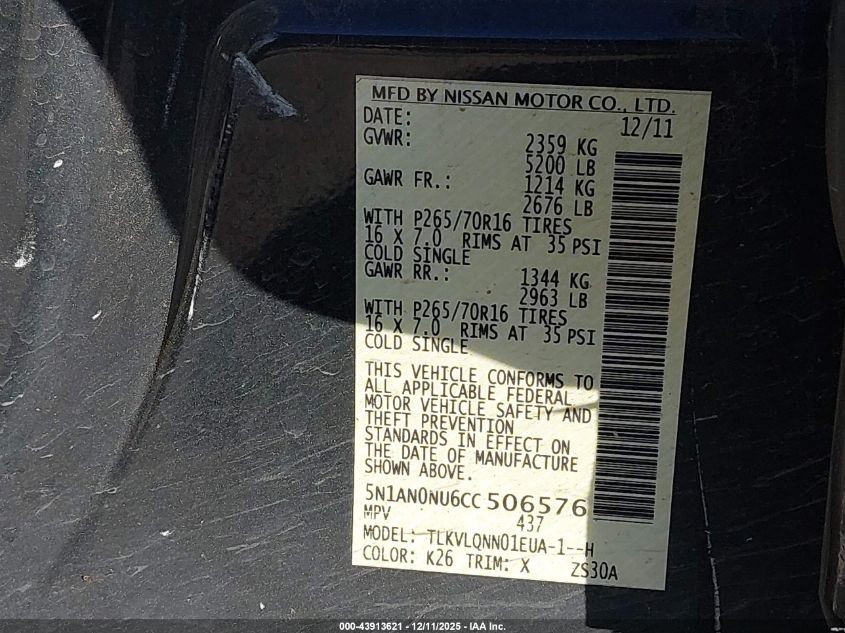 MFD BY NISSAN MOTOR CO., LTD.
DATE: 12/11
GVWR: 2359 KG
5200 LB
GAWR FR.: 1214 KG
2676 LB
WITH P265/70R16 TIRES
16 X 7.0 RIMS AT 35 PSI
COLD SINGLE
GAWR RR.: 1344 KG
2963 LB
WITH P265/70R16 TIRES
16 X 7.0 RIMS AT 35 PSI
COLD SINGLE
THIS VEHICLE CONFORMS TO
ALL APPLICABLE FEDERAL
MOTOR VEHICLE SAFETY AND
THEFT PREVENTION
STANDARDS IN EFFECT ON
THE DATE OF MANUFACTURE
SHOWN ABOVE.
5N1AN0NU6CC 506576
MPV 437
MODEL: TLKVLQNN01EUA-1--H
COLOR: K26 TRIM: X ZS30A
000-43913621 - 12/11/2025 - IAA Inc.